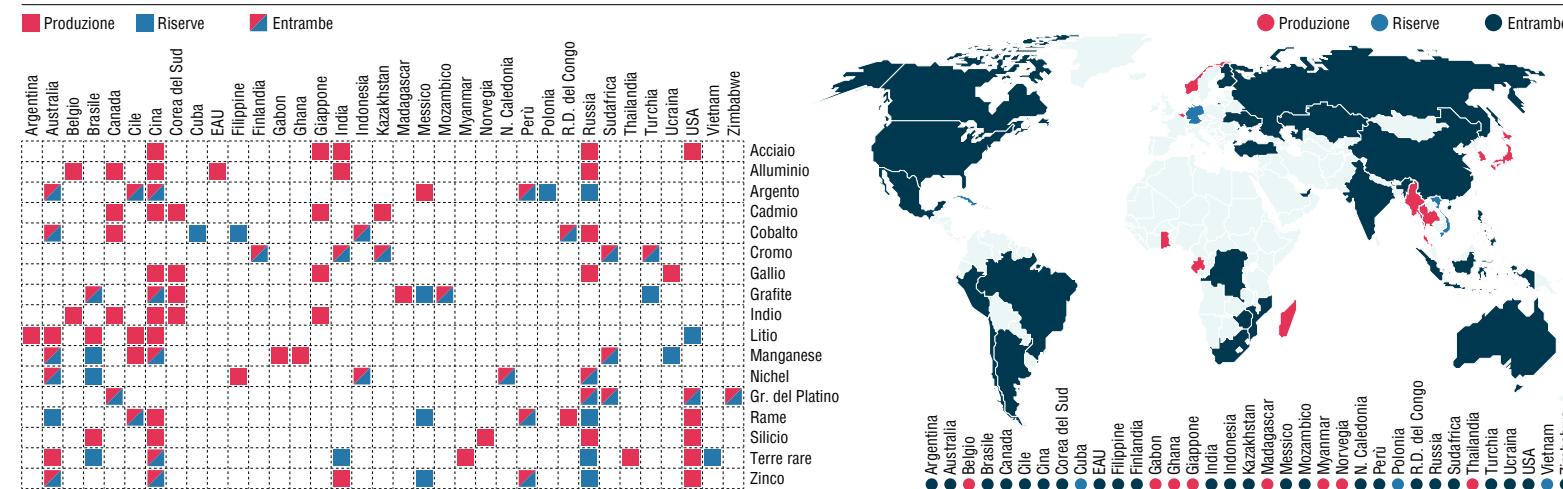 Produzione
Riserve
Entrambe
Argentina
Australia
Belgio
Brasile
Canada
Cile
Cina
Corea del Sud
Cuba
EAU
Filippine
Finlandia
Gabon
Ghana
Giappone
India
Indonesia
Kazakhstan
Madagascar
Messico
Mozambico
Myanmar
Norvegia
N. Caledonia
Perù
Polonia
R.D. del Congo
Russia
Sudafrica
Thailandia
Turchia
Ucraina
USA
Vietnam
Zimbabwe
Acciaio
Alluminio
Argento
Cadmio
Cobalto
Cromo
Gallio
Grafite
Indio
Litio
Manganese
Nichel
Gr. del Platino
Rame
Silicio
Terre rare
Zinco
Produzione
Riserve
Entrambe
Argentina
Australia
Belgio
Brasile
Canada
Cile
Cina
Corea del Sud
Cuba
EAU
Filippine
Finlandia
Gabon
Ghana
Giappone
India
Indonesia
Kazakhstan
Madagascar
Messico
Mozambico
Myanmar
Norvegia
N. Caledonia
Perù
Polonia
R.D. del Congo
Russia
Sudafrica
Thailandia
Turchia
Ucraina
USA
Vietnam